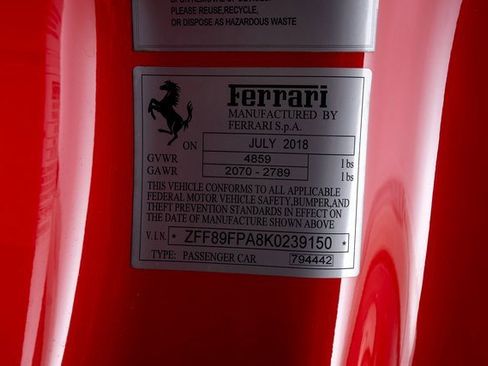 PLEASE REUSE,RECYCLE,
OR DISPOSE AS HAZARDOUS WASTE
Ferrari
MANUFACTURED BY
FERRARI S.p.A.
ON JULY 2018
GVWR 4859 lbs
GAWR 2070 - 2789 lbs
THIS VEHICLE CONFORMS TO ALL APPLICABLE
FEDERAL MOTOR VEHICLE SAFETY,BUMPER,AND
THEFT PREVENTION STANDARDS IN EFFECT ON
THE DATE OF MANUFACTURE SHOWN ABOVE
V.I.N. * ZFF89FPA8K0239150 *
TYPE: PASSENGER CAR 794442